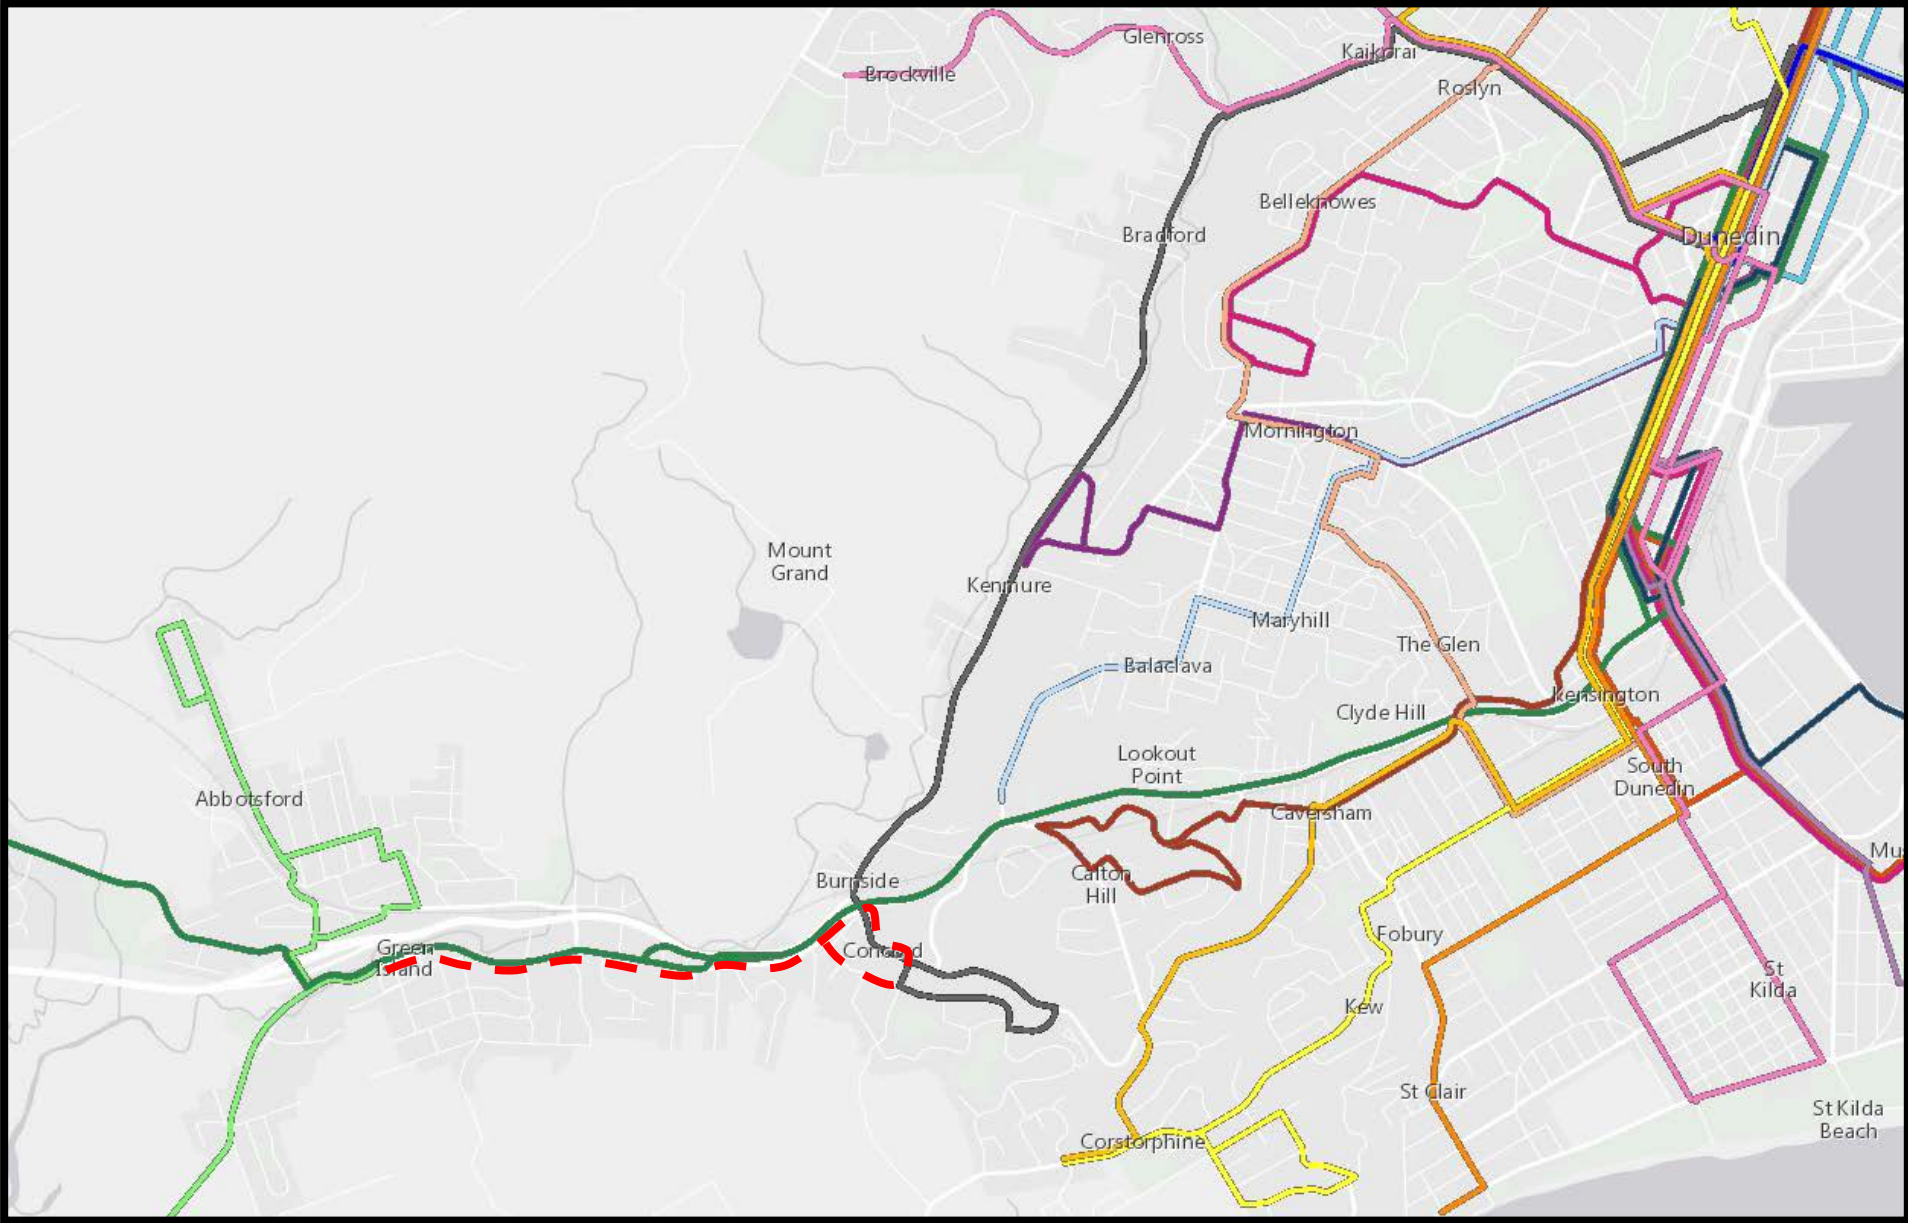 Glenross
Kaikorai
Brockville
Roslyn
Belleknowes
Bradford
Dunedin
Mornington
Mount
Grand
Kenmure
Maryhill
The Glen
Balaclava
Kensington
Clyde Hill
Lookout
Point
South
Dunedin
Abbotsford
Caversham
Burnside
Calton
Hill
Fobury
Green
Island
Concord
St
Kilda
Kew
St Clair
St Kilda
Beach
Corstorphine